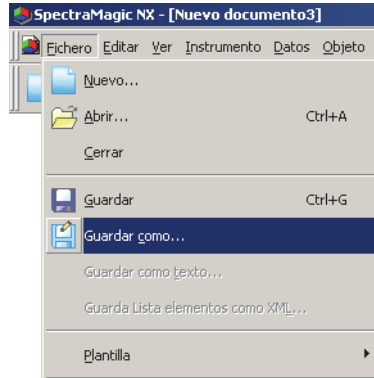 SpectraMagic NX - [Nuevo documento3]
Fichero Editar Ver Instrumento Datos Objeto
Nuevo...
Abrir... Ctrl+A
Cerrar
Guardar Ctrl+G
Guardar como...
Guardar como texto...
Guarda Lista elementos como XML...
Plantilla